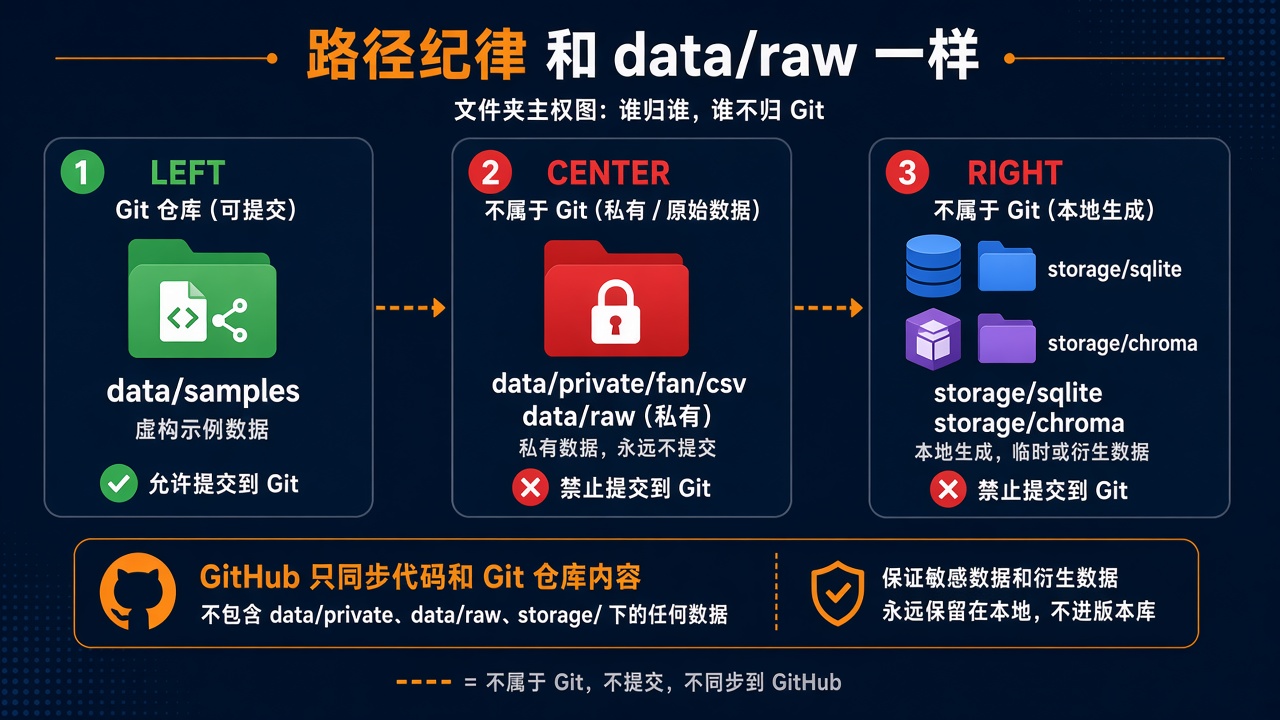 路径纪律 和 data/raw 一样
文件夹主权图：谁归谁，谁不归 Git
1 LEFT
Git 仓库（可提交）
data/samples
虚构示例数据
允许提交到 Git
2 CENTER
不属于 Git（私有 / 原始数据）
data/private/fan/csv
data/raw（私有）
私有数据，永远不提交
禁止提交到 Git
3 RIGHT
不属于 Git（本地生成）
storage/sqlite
storage/chroma
storage/sqlite
storage/chroma
本地生成，临时或衍生数据
禁止提交到 Git
GitHub 只同步代码和 Git 仓库内容
不包含 data/private、data/raw、storage/ 下的任何数据
保证敏感数据和衍生数据
永远保留在本地，不进版本库
= 不属于 Git，不提交，不同步到 GitHub